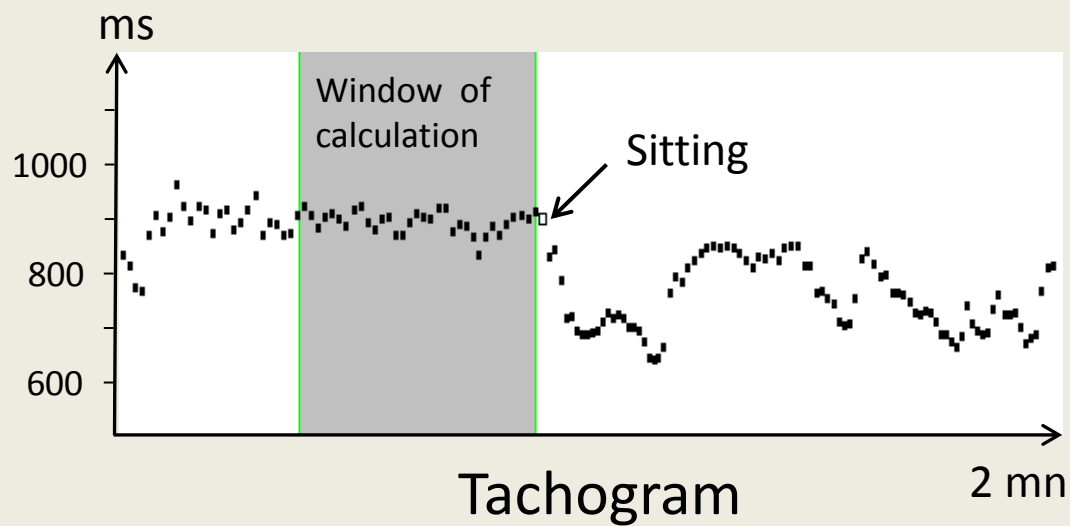 ms
Window of
calculation
Sitting
1000
800
600
2 mn
Tachogram